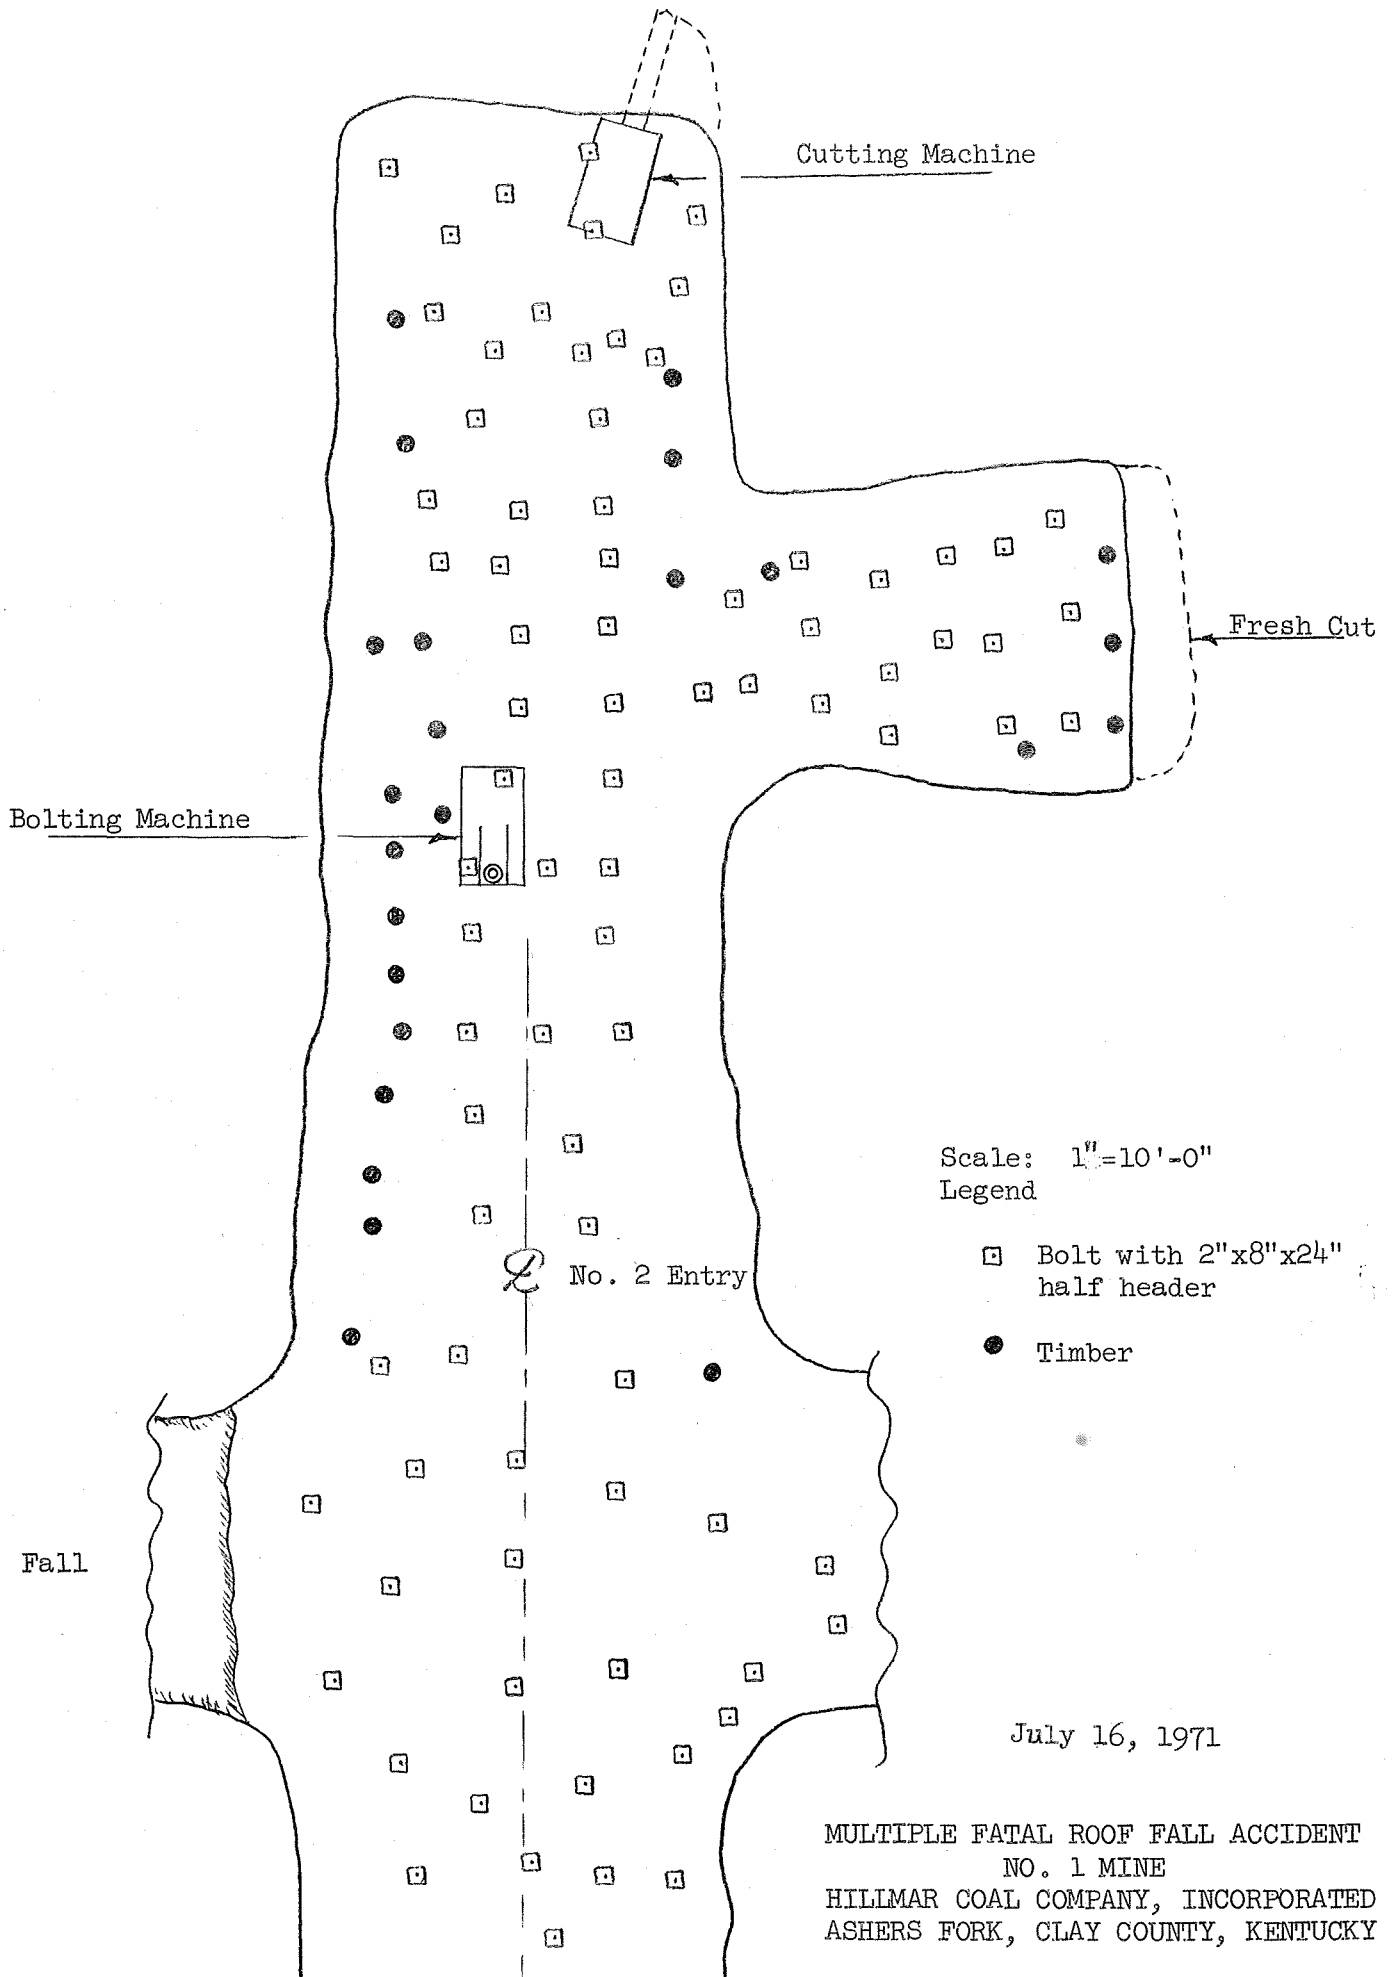 Cutting Machine
Fresh Cut
Bolting Machine
Scale: 1"=10'-0"
Legend
Bolt with 2"x8"x24"
half header
Timber
℄ No. 2 Entry
Fall
July 16, 1971
MULTIPLE FATAL ROOF FALL ACCIDENT
NO. 1 MINE
HILLMAR COAL COMPANY, INCORPORATED
ASHERS FORK, CLAY COUNTY, KENTUCKY